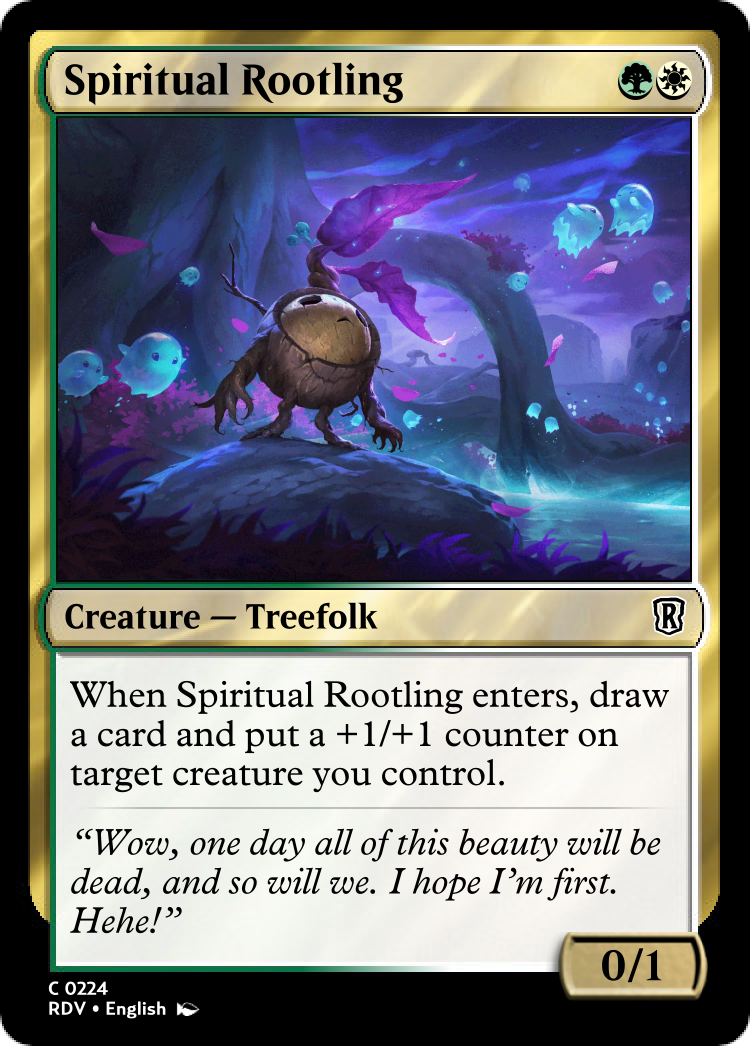 Spiritual Rootling
Creature — Treefolk
R
When Spiritual Rootling enters, draw
a card and put a +1/+1 counter on
target creature you control.
“Wow, one day all of this beauty will be
dead, and so will we. I hope I’m first.
Hehe!”
0/1
C 0224
RDV • English